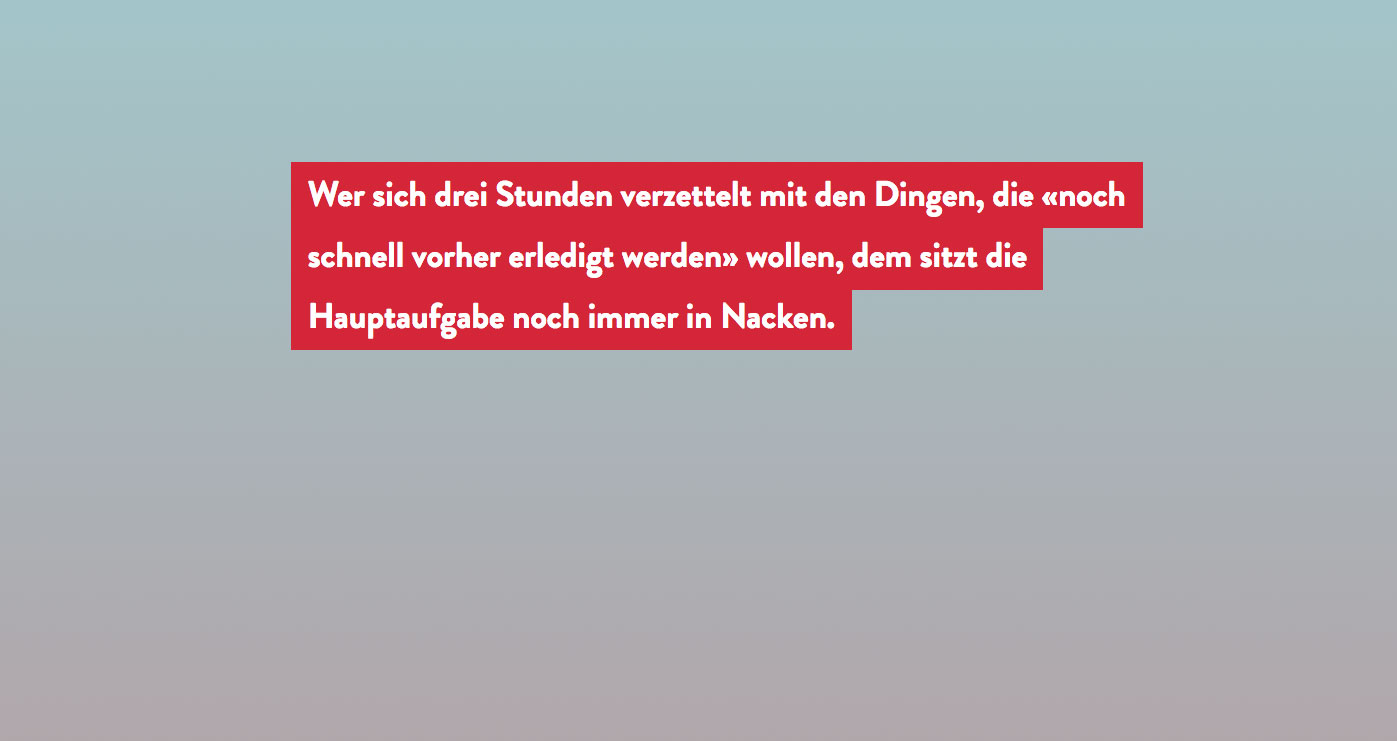 Wer sich drei Stunden verzettelt mit den Dingen, die «noch
schnell vorher erledigt werden» wollen, dem sitzt die
Hauptaufgabe noch immer in Nacken.